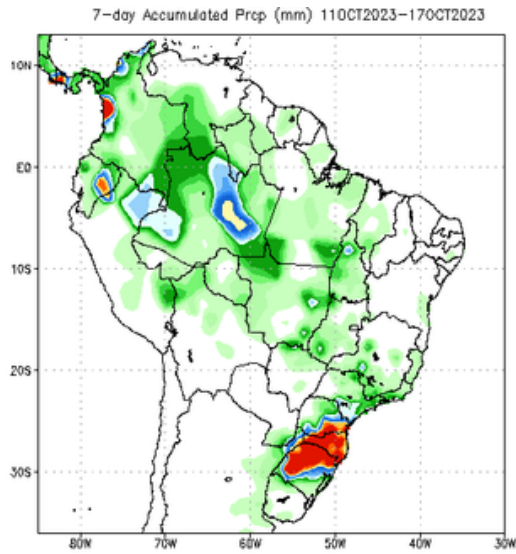 7-day Accumulated Prcp (mm) 11OCT2023-17OCT2023
10N
EQ
10S
20S
30S
80W 70W 60W 50W 40W 30W